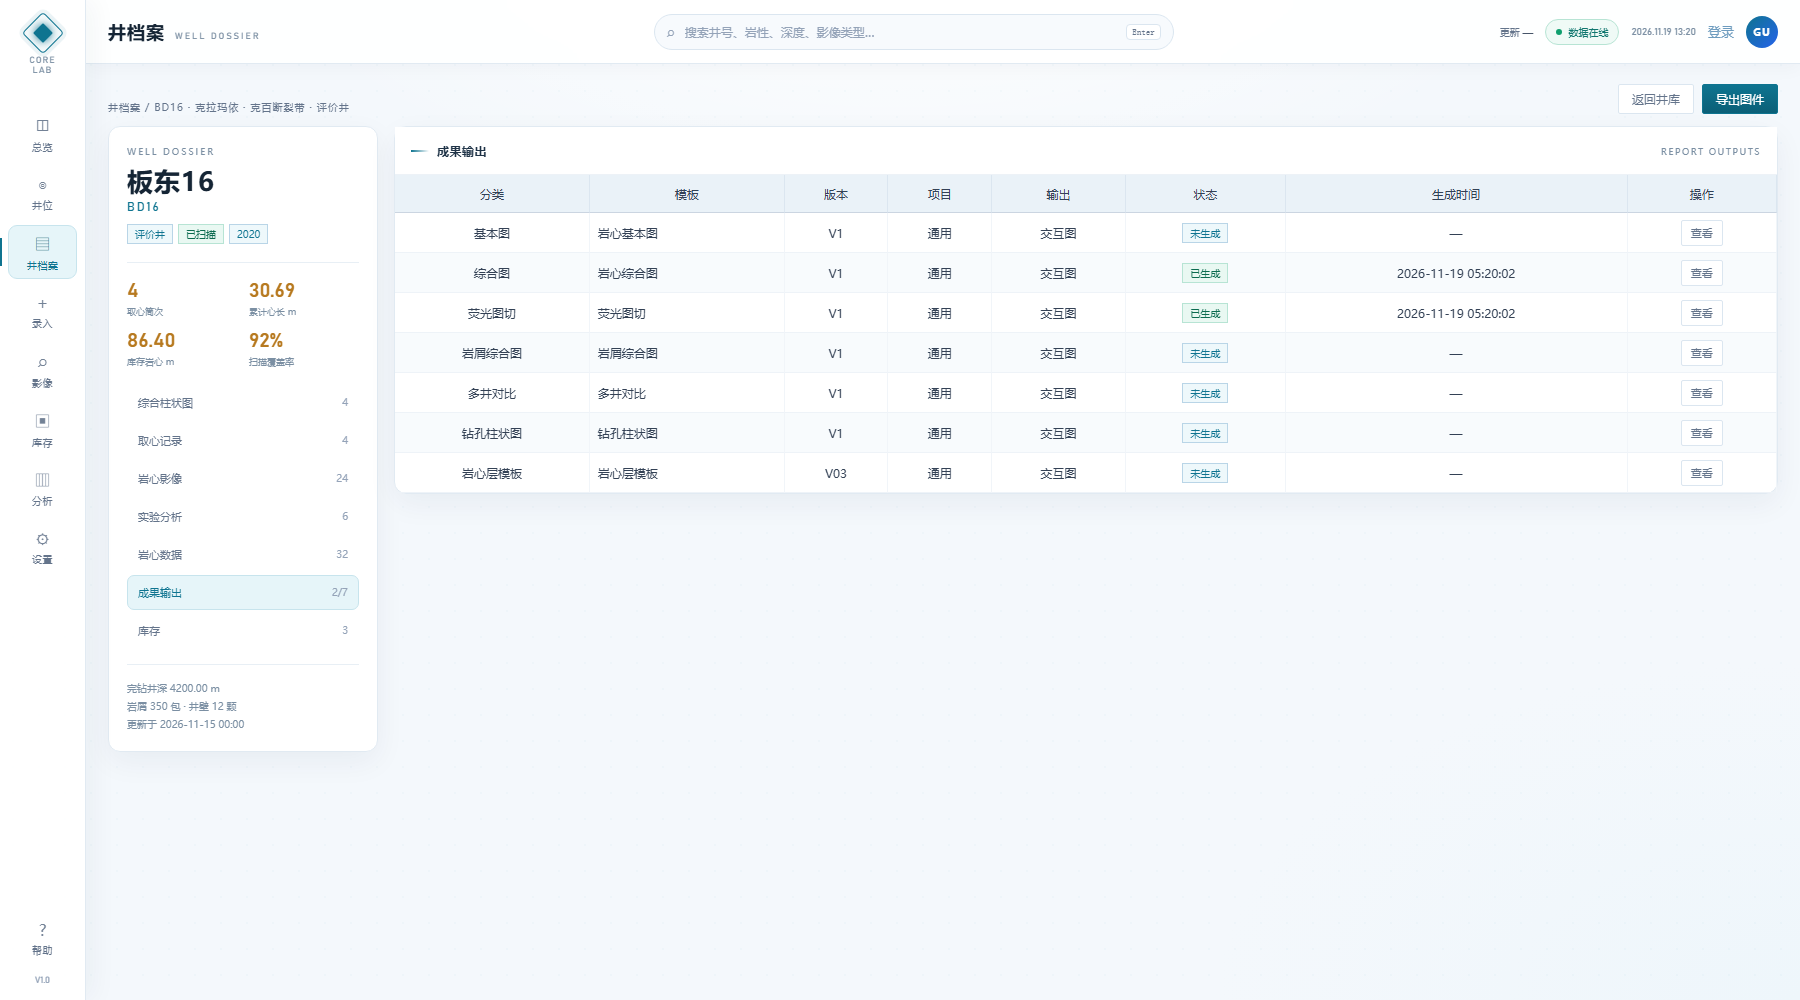 CORE
LAB
总览
井位
井档案
录入
影像
库存
分析
设置
帮助
V1.0
井档案 WELL DOSSIER
搜索井号、岩性、深度、影像类型... Enter
更新 — 数据在线 2026.11.19 13:20 登录 GU
井档案 / BD16 · 克拉玛依 · 克百断裂带 · 评价井
返回井库 导出图件
WELL DOSSIER
板东16
BD16
评价井 已扫描 2020
4 30.69
取心筒次 累计心长 m
86.40 92%
库存岩心 m 扫描覆盖率
综合柱状图 4
取心记录 4
岩心影像 24
实验分析 6
岩心数据 32
成果输出 2/7
库存 3
完钻井深 4200.00 m
岩屑 350 包 · 井壁 12 颗
更新于 2026-11-15 00:00
成果输出 REPORT OUTPUTS
分类 模板 版本 项目 输出 状态 生成时间 操作
基本图 岩心基本图 V1 通用 交互图 未生成 — 查看
综合图 岩心综合图 V1 通用 交互图 已生成 2026-11-19 05:20:02 查看
荧光图切 荧光图切 V1 通用 交互图 已生成 2026-11-19 05:20:02 查看
岩屑综合图 岩屑综合图 V1 通用 交互图 未生成 — 查看
多井对比 多井对比 V1 通用 交互图 未生成 — 查看
钻孔柱状图 钻孔柱状图 V1 通用 交互图 未生成 — 查看
岩心层模板 岩心层模板 V03 通用 交互图 未生成 — 查看